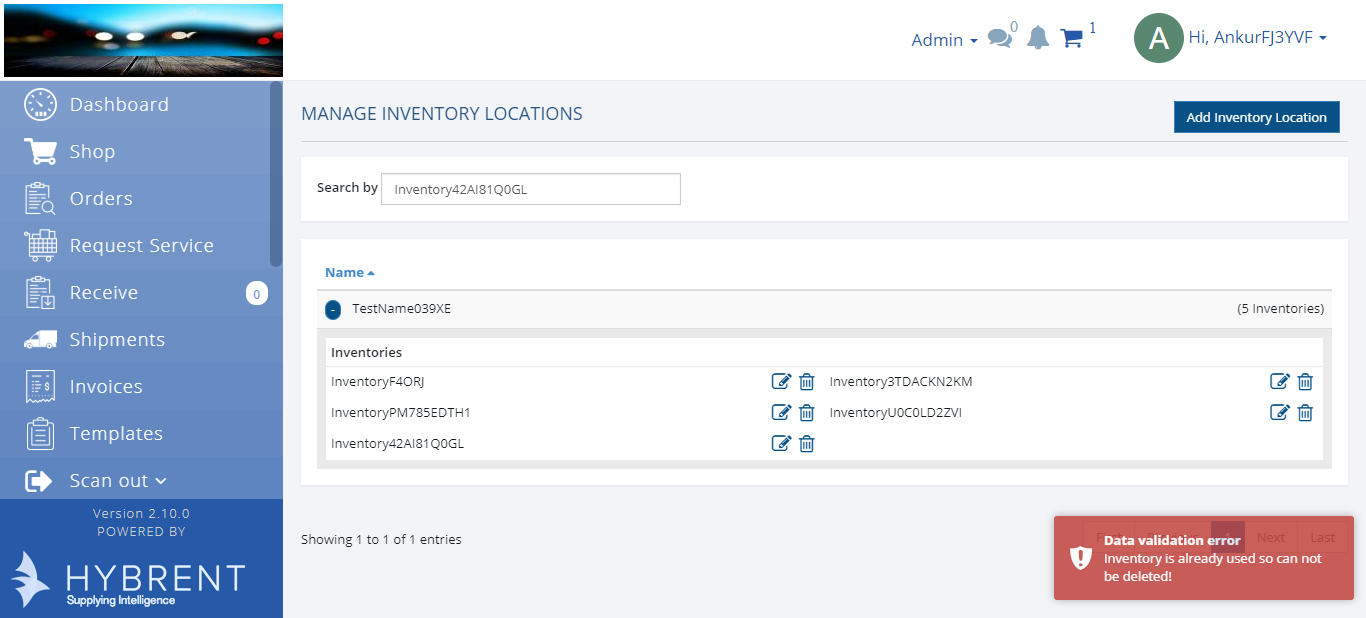 Admin
0
1
A
Hi, AnkurFJ3YVF
Dashboard
Shop
Orders
Request Service
Receive
0
Shipments
Invoices
Templates
Scan out
Version 2.10.0
POWERED BY
HYBRENT
Supplying Intelligence
MANAGE INVENTORY LOCATIONS
Add Inventory Location
Search by
Inventory42AI81Q0GL
Name
-
TestName039XE
(5 Inventories)
Inventories
InventoryF4ORJ
Inventory3TDACKN2KM
InventoryPM785EDTH1
InventoryU0C0LD2ZVI
Inventory42AI81Q0GL
Showing 1 to 1 of 1 entries
Next
Last
Data validation error
Inventory is already used so can not
be deleted!